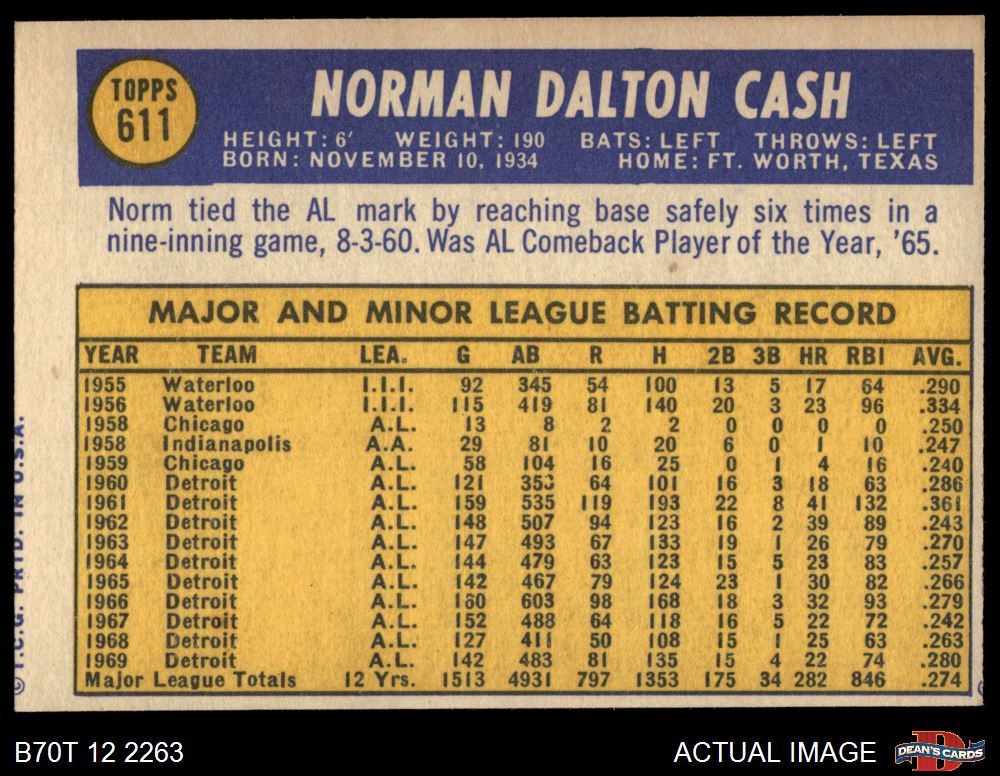 TOPPS
611
NORMAN DALTON CASH
HEIGHT: 6' WEIGHT: 190 BATS: LEFT THROWS: LEFT
BORN: NOVEMBER 10, 1934 HOME: FT. WORTH, TEXAS
Norm tied the AL mark by reaching base safely six times in a
nine-inning game, 8-3-60. Was AL Comeback Player of the Year, '65.
MAJOR AND MINOR LEAGUE BATTING RECORD
YEAR TEAM LEA. G AB R H 2B 3B HR RBI AVG.
1955 Waterloo I.I.I. 92 345 54 100 13 5 17 64 .290
1956 Waterloo I.I.I. 115 419 81 140 20 3 23 96 .334
1958 Chicago A.L. 13 8 2 2 0 0 0 0 .250
1958 Indianapolis A.A. 29 81 10 20 6 0 1 10 .247
1959 Chicago A.L. 58 104 16 25 0 1 4 16 .240
1960 Detroit A.L. 121 353 64 101 16 3 18 63 .286
1961 Detroit A.L. 159 535 119 193 22 8 41 132 .361
1962 Detroit A.L. 148 507 94 123 16 2 39 89 .243
1963 Detroit A.L. 147 493 67 133 19 1 26 79 .270
1964 Detroit A.L. 144 479 63 123 15 5 23 83 .257
1965 Detroit A.L. 142 467 79 124 23 1 30 82 .266
1966 Detroit A.L. 160 603 98 168 18 3 32 93 .279
1967 Detroit A.L. 152 488 64 118 16 5 22 72 .242
1968 Detroit A.L. 127 411 50 108 15 1 25 63 .263
1969 Detroit A.L. 142 483 81 135 15 4 22 74 .280
Major League Totals 12 Yrs. 1513 4931 797 1353 175 34 282 846 .274
© T.C.G. PRTD. IN U.S.A.
B70T 12 2263
ACTUAL IMAGE
DEAN'S CARDS